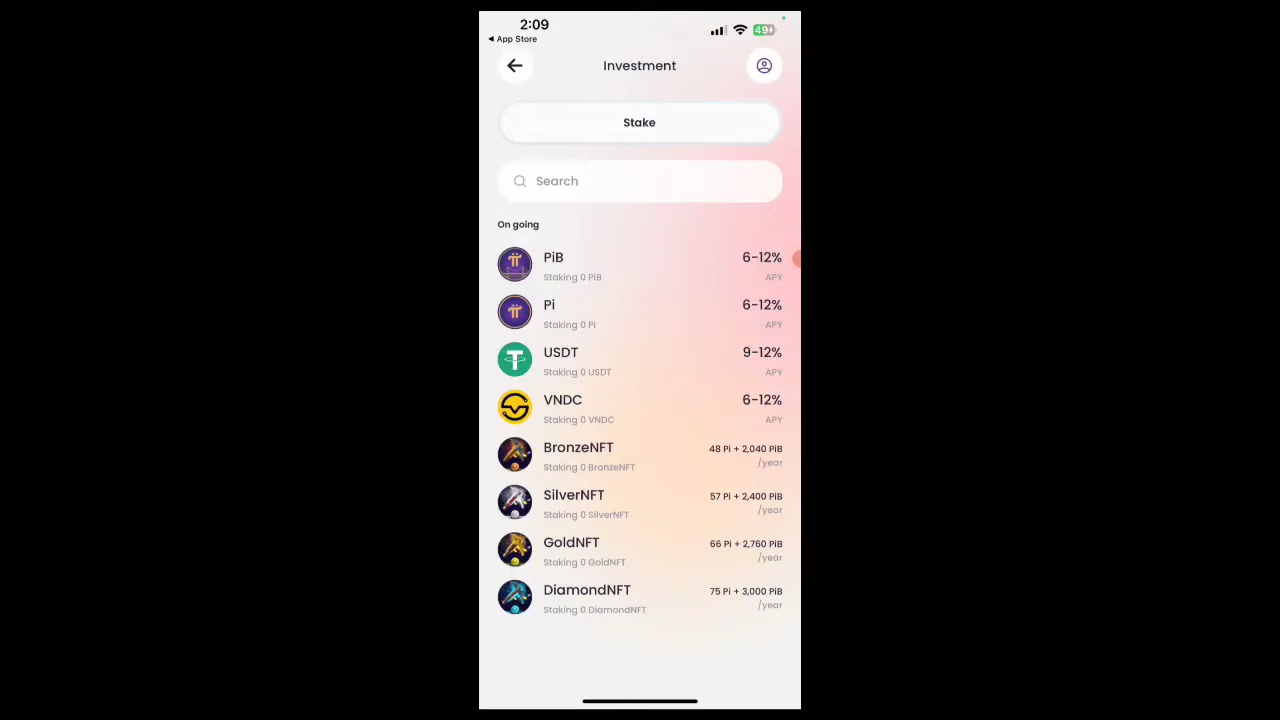 2:09
49
App Store
Investment
Stake
Search
On going
PiB
6-12%
Staking 0 PiB
APY
Pi
6-12%
Staking 0 Pi
APY
USDT
9-12%
Staking 0 USDT
APY
VNDC
6-12%
Staking 0 VNDC
APY
BronzeNFT
48 Pi + 2,040 PiB
Staking 0 BronzeNFT
/year
SilverNFT
57 Pi + 2,400 PiB
Staking 0 SilverNFT
/year
GoldNFT
66 Pi + 2,760 PiB
Staking 0 GoldNFT
/year
DiamondNFT
75 Pi + 3,000 PiB
Staking 0 DiamondNFT
/year